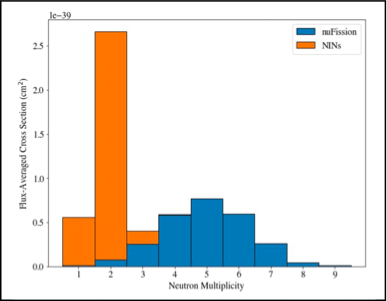 1e−39
nuFission
NINs
2.5
2.0
1.5
1.0
0.5
0.0
Flux-Averaged Cross Section (cm²)
1 2 3 4 5 6 7 8 9
Neutron Multiplicity